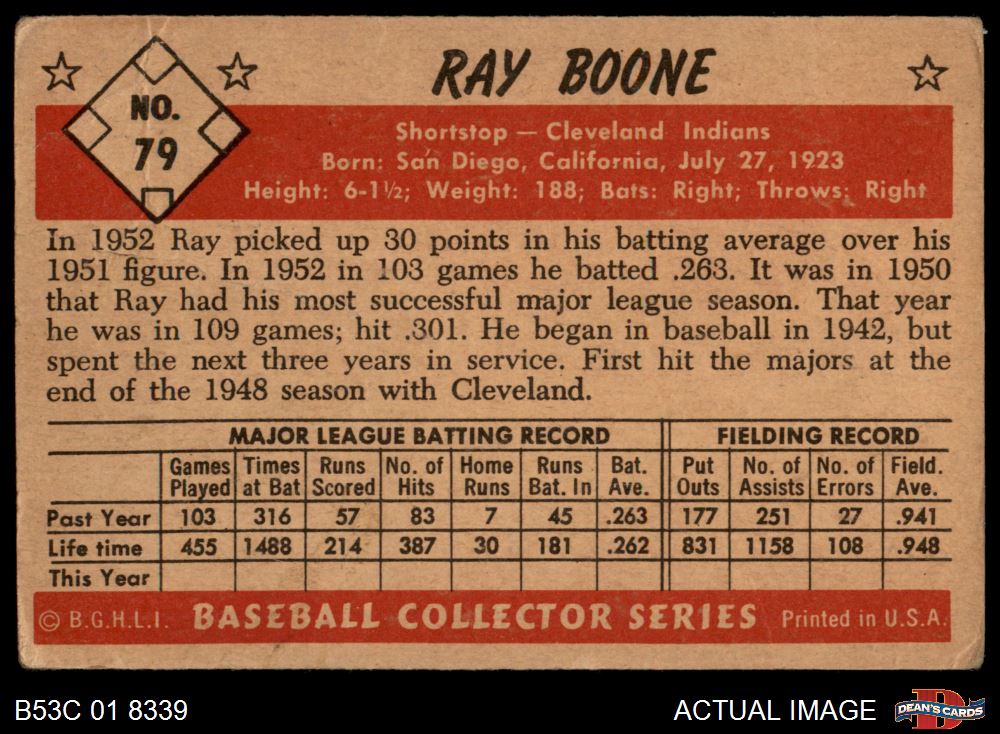 RAY BOONE
NO.
79
Shortstop — Cleveland Indians
Born: San Diego, California, July 27, 1923
Height: 6-1½; Weight: 188; Bats: Right; Throws: Right
In 1952 Ray picked up 30 points in his batting average over his
1951 figure. In 1952 in 103 games he batted .263. It was in 1950
that Ray had his most successful major league season. That year
he was in 109 games; hit .301. He began in baseball in 1942, but
spent the next three years in service. First hit the majors at the
end of the 1948 season with Cleveland.
MAJOR LEAGUE BATTING RECORD FIELDING RECORD
Games Times Runs No. of Home Runs Bat. Put No. of No. of Field.
Played at Bat Scored Hits Runs Bat. In Ave. Outs Assists Errors Ave.
Past Year 103 316 57 83 7 45 .263 177 251 27 .941
Life time 455 1488 214 387 30 181 .262 831 1158 108 .948
This Year
© B.G.H.L.I. BASEBALL COLLECTOR SERIES Printed in U.S.A.
B53C 01 8339 ACTUAL IMAGE DEAN'S CARDS